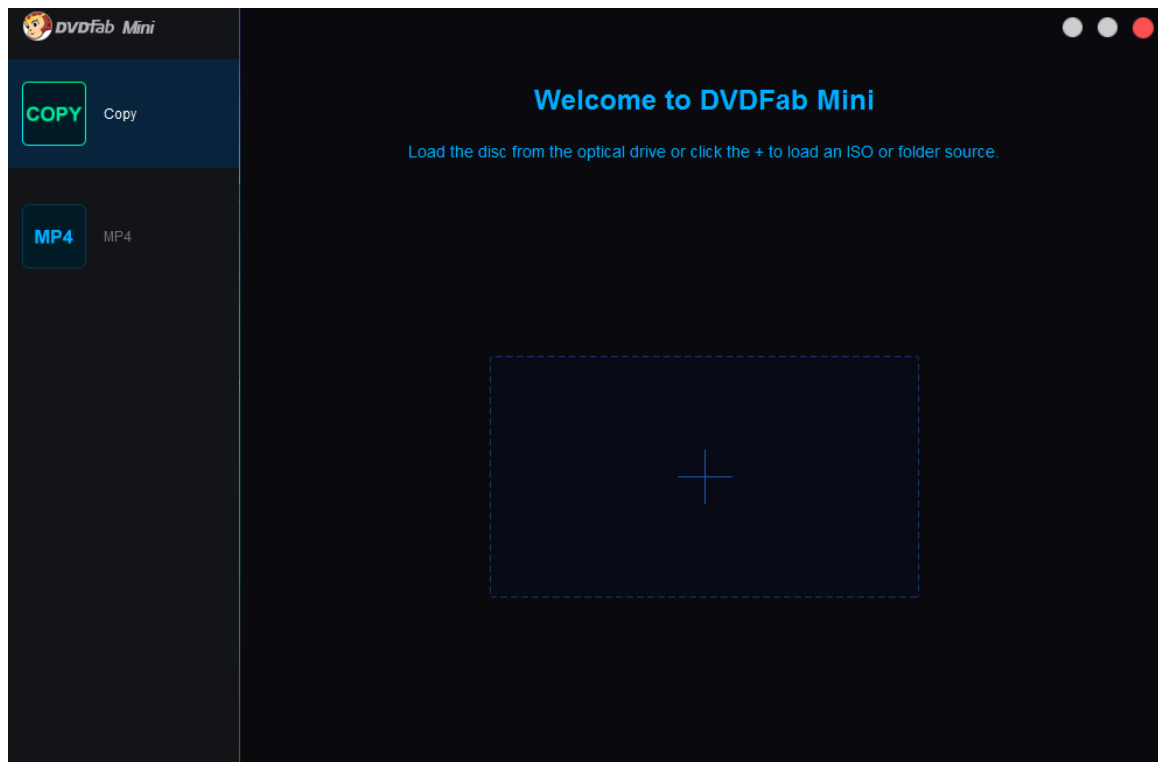 DVDFab Mini
COPY Copy
MP4 MP4
Welcome to DVDFab Mini
Load the disc from the optical drive or click the + to load an ISO or folder source.